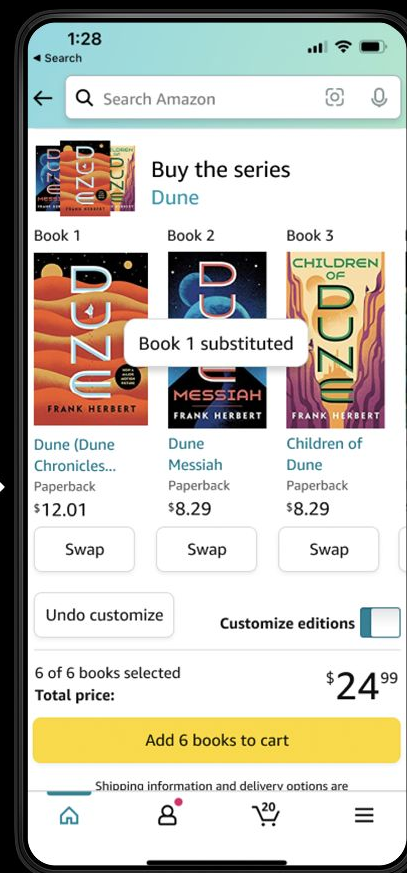 1:28
Search
Search Amazon
Buy the series
Dune
Book 1
Book 2
Book 3
DUNE
FRANK HERBERT
DUNE
MESSIAH
FRANK HERBERT
CHILDREN
OF
DUNE
FRANK HERBERT
Book 1 substituted
Dune (Dune
Chronicles...
Paperback
$12.01
Dune
Messiah
Paperback
$8.29
Children of
Dune
Paperback
$8.29
Swap
Swap
Swap
Undo customize
Customize editions
6 of 6 books selected
Total price:
$24 99
Add 6 books to cart
Shipping information and delivery options are
20